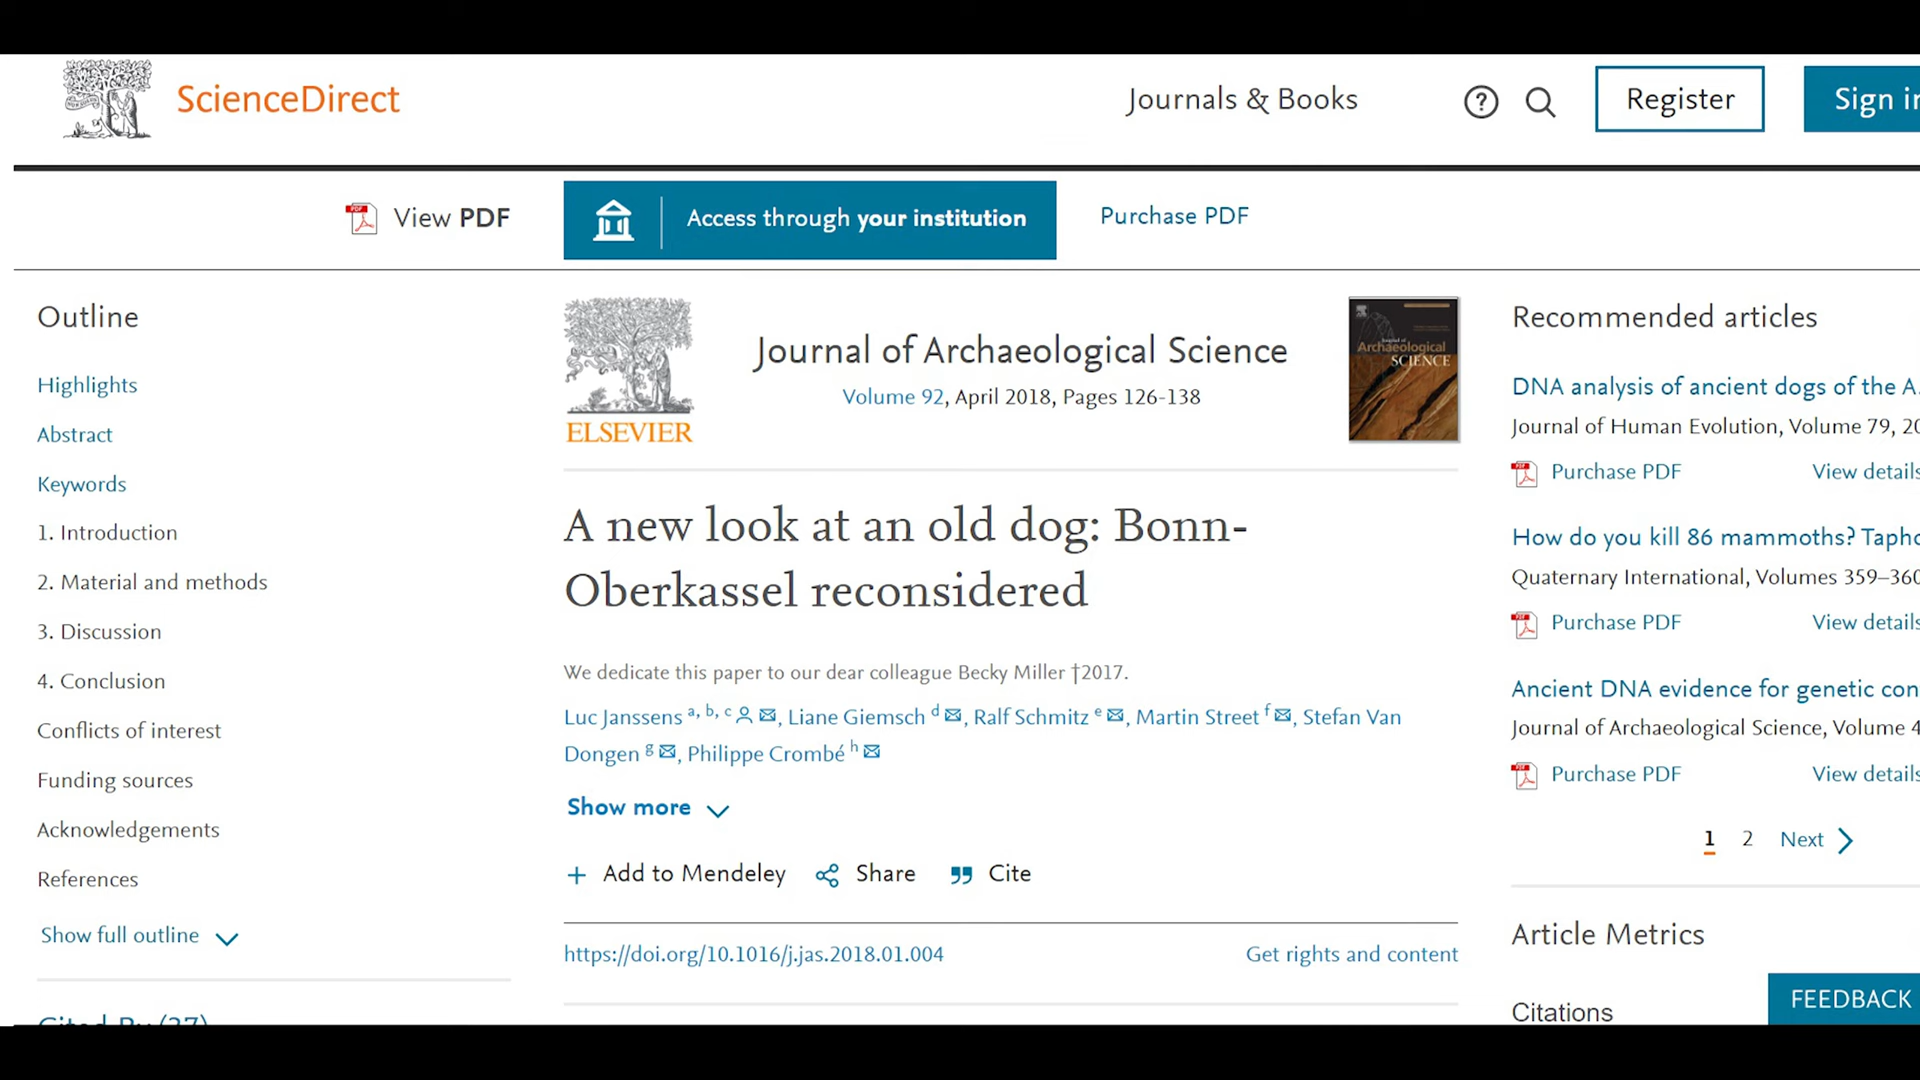 ScienceDirect
Journals & Books
Register
Sign in
View PDF
Access through your institution
Purchase PDF
Outline
Highlights
Abstract
Keywords
1. Introduction
2. Material and methods
3. Discussion
4. Conclusion
Conflicts of interest
Funding sources
Acknowledgements
References
Show full outline
Cited By (37)
ELSEVIER
Journal of Archaeological Science
Volume 92, April 2018, Pages 126-138
Journal of
Archaeological
SCIENCE
A new look at an old dog: Bonn-
Oberkassel reconsidered
We dedicate this paper to our dear colleague Becky Miller †2017.
Luc Janssens a, b, c, Liane Giemsch d, Ralf Schmitz e, Martin Street f, Stefan Van
Dongen g, Philippe Crombé h
Show more
Add to Mendeley
Share
Cite
https://doi.org/10.1016/j.jas.2018.01.004
Get rights and content
Recommended articles
DNA analysis of ancient dogs of the A
Journal of Human Evolution, Volume 79, 20
Purchase PDF
View details
How do you kill 86 mammoths? Tapho
Quaternary International, Volumes 359–360
Purchase PDF
View details
Ancient DNA evidence for genetic con
Journal of Archaeological Science, Volume 4
Purchase PDF
View details
1 2 Next
Article Metrics
Citations
FEEDBACK